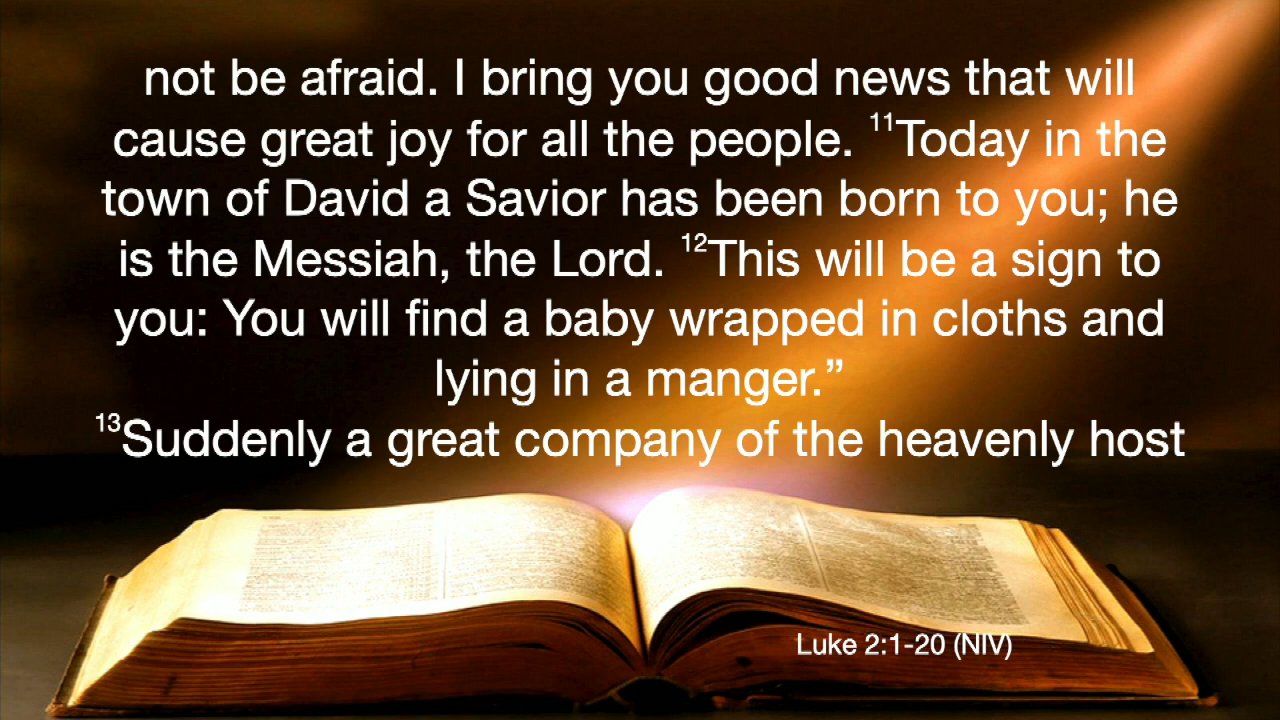 not be afraid. I bring you good news that will
cause great joy for all the people. ¹¹Today in the
town of David a Savior has been born to you; he
is the Messiah, the Lord. ¹²This will be a sign to
you: You will find a baby wrapped in cloths and
lying in a manger.”
¹³Suddenly a great company of the heavenly host
Luke 2:1-20 (NIV)